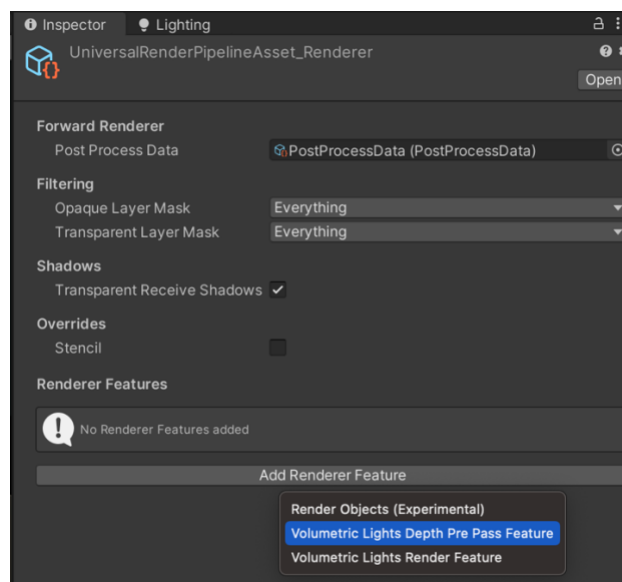 Inspector Lighting
UniversalRenderPipelineAsset_Renderer
Open
Forward Renderer
Post Process Data PostProcessData (PostProcessData)
Filtering
Opaque Layer Mask Everything
Transparent Layer Mask Everything
Shadows
Transparent Receive Shadows
Overrides
Stencil
Renderer Features
No Renderer Features added
Add Renderer Feature
Render Objects (Experimental)
Volumetric Lights Depth Pre Pass Feature
Volumetric Lights Render Feature